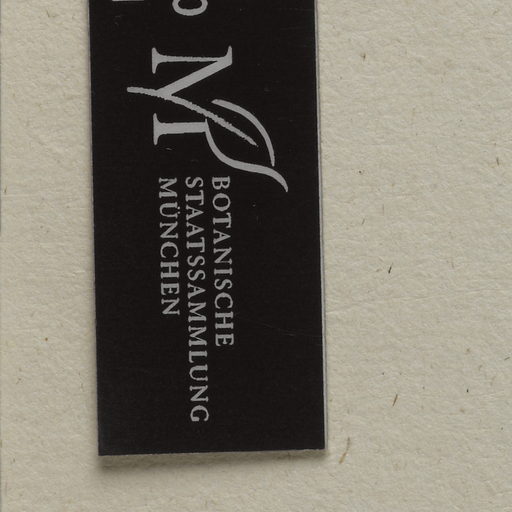 M
BOTANISCHE
STAATSSAMMLUNG
MÜNCHEN